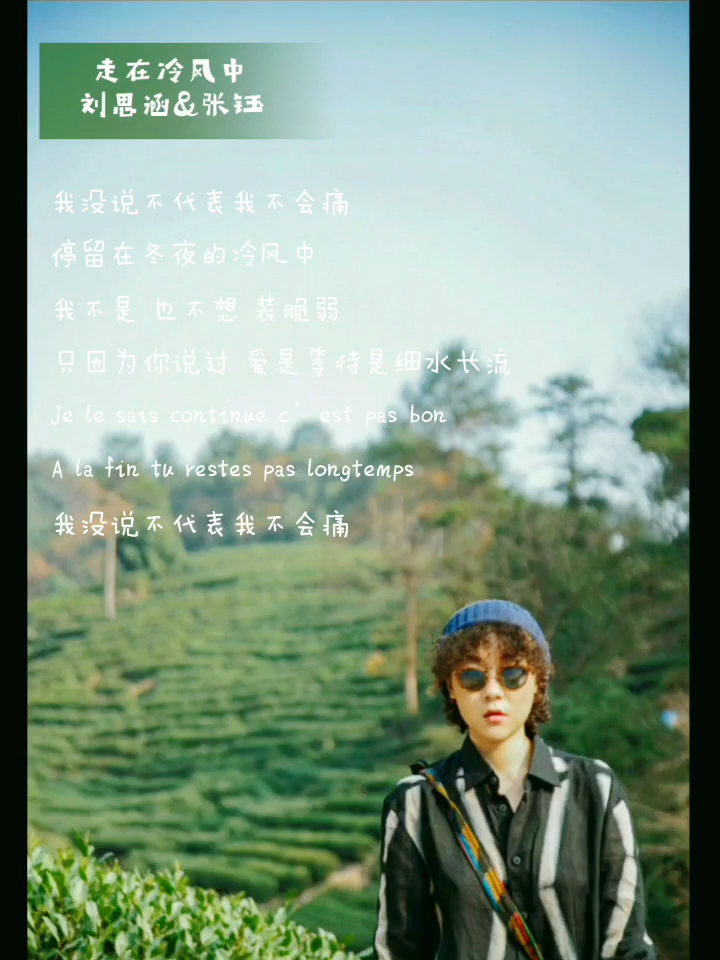 走在冷风中
刘思涵&张钰
我没说不代表我不会痛
停留在冬夜的冷风中
我不是 也不想 装脆弱
只因为你说过 爱是等待是细水长流
Je le sais continue c'est pas bon
A la fin tu restes pas longtemps
我没说不代表我不会痛